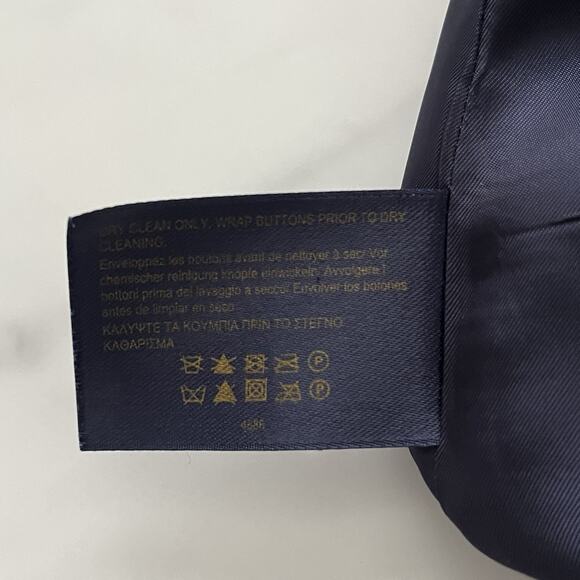 DRY CLEAN ONLY, WRAP BUTTONS PRIOR TO DRY
CLEANING.
Enveloppez les boutons avant de nettoyer à sec/ Vor
chemischer reinigung knopfe einwickeln. Avvolgere I
bottoni prima del lavaggio a secco/ Envolver los botones
antes de limpiar en seco
ΚΑΛΥΨΤΕ ΤΑ ΚΟΥΜΠΙΑ ΠΡΙΝ ΤΟ ΣΤΕΓΝΟ
ΚΑΘΑΡΙΣΜΑ
P
P
4686